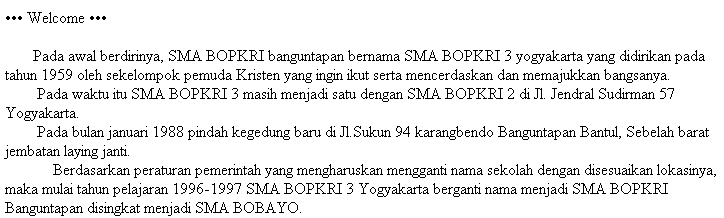 ••• Welcome •••
Pada awal berdirinya, SMA BOPKRI banguntapan bernama SMA BOPKRI 3 yogyakarta yang didirikan pada
tahun 1959 oleh sekelompok pemuda Kristen yang ingin ikut serta mencerdaskan dan memajukkan bangsanya.
Pada waktu itu SMA BOPKRI 3 masih menjadi satu dengan SMA BOPKRI 2 di Jl. Jendral Sudirman 57
Yogyakarta.
Pada bulan januari 1988 pindah kegedung baru di Jl.Sukun 94 karangbendo Banguntapan Bantul, Sebelah barat
jembatan laying janti.
Berdasarkan peraturan pemerintah yang mengharuskan mengganti nama sekolah dengan disesuaikan lokasinya,
maka mulai tahun pelajaran 1996-1997 SMA BOPKRI 3 Yogyakarta berganti nama menjadi SMA BOPKRI
Banguntapan disingkat menjadi SMA BOBAYO.